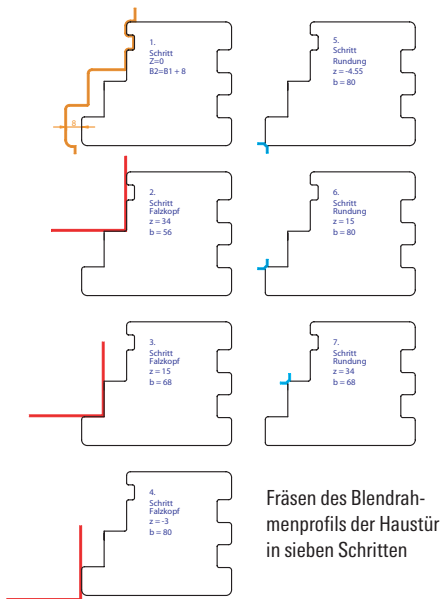 1.
Schritt
Z=0
B2=B1 + 8
8
2.
Schritt
Falzkopf
z = 34
b = 56
3.
Schritt
Falzkopf
z = 15
b = 68
4.
Schritt
Falzkopf
z = -3
b = 80
5.
Schritt
Rundung
z = -4.55
b = 80
6.
Schritt
Rundung
z = 15
b = 80
7.
Schritt
Rundung
z = 34
b = 68
Fräsen des Blendrah-
menprofils der Haustür
in sieben Schritten